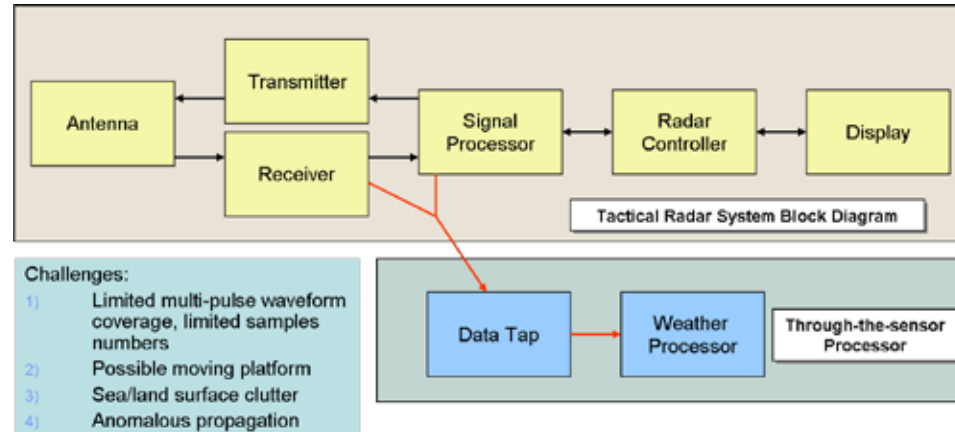 Transmitter
Antenna
Signal
Processor
Radar
Controller
Display
Receiver
Tactical Radar System Block Diagram
Challenges:
1) Limited multi-pulse waveform
coverage, limited samples
numbers
2) Possible moving platform
3) Sea/land surface clutter
4) Anomalous propagation
Data Tap
Weather
Processor
Through-the-sensor
Processor